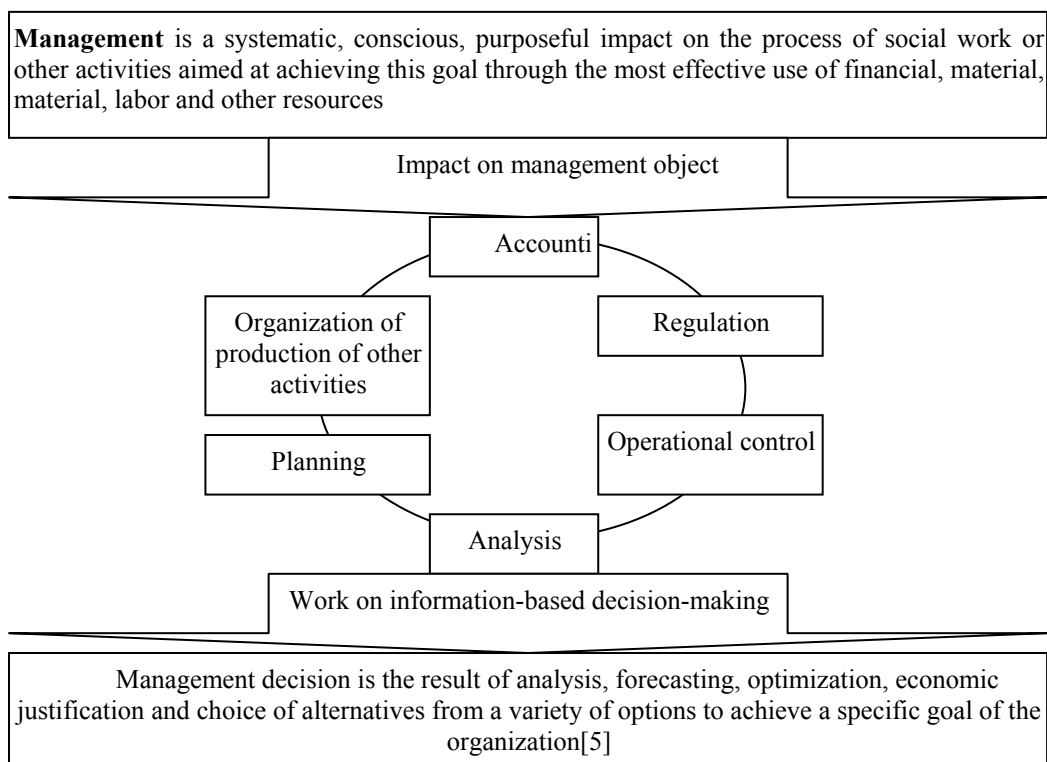 Management is a systematic, conscious, purposeful impact on the process of social work or
other activities aimed at achieving this goal through the most effective use of financial, material,
material, labor and other resources
Impact on management object
Accounti
Organization of
production of other
activities
Regulation
Planning
Operational control
Analysis
Work on information-based decision-making
Management decision is the result of analysis, forecasting, optimization, economic
justification and choice of alternatives from a variety of options to achieve a specific goal of the
organization[5]